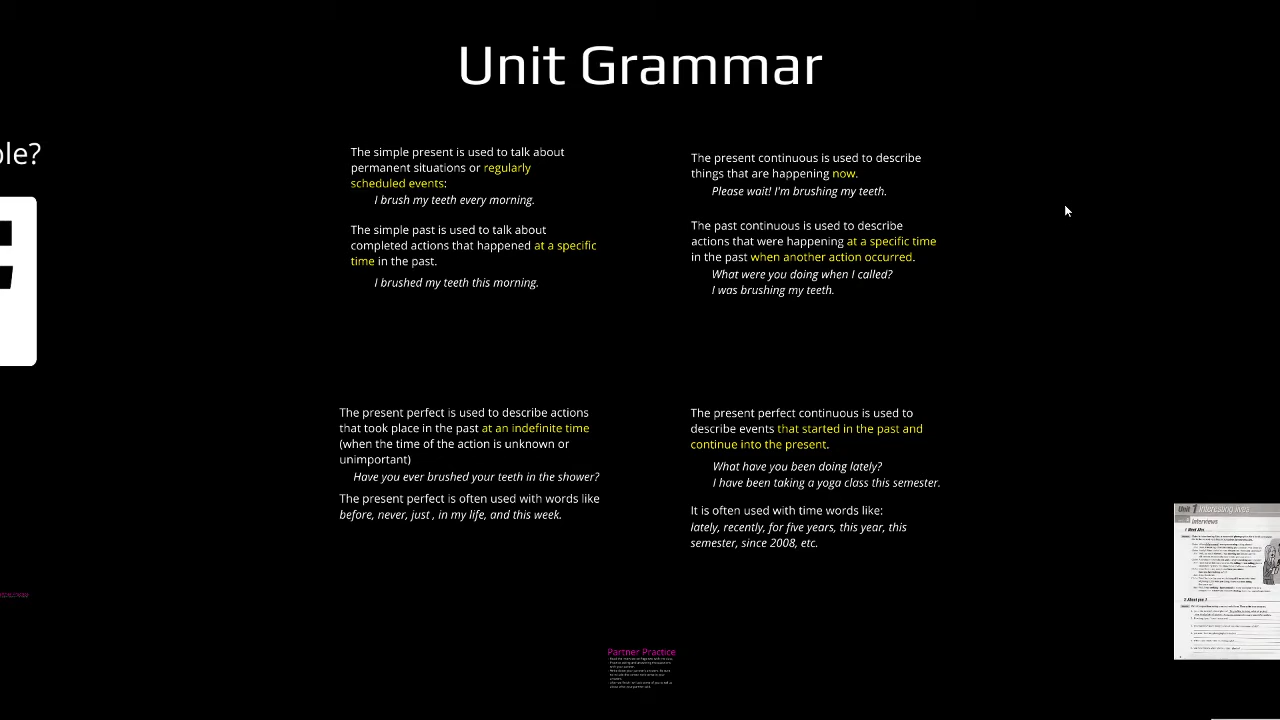 Unit Grammar
ple?
The simple present is used to talk about
permanent situations or regularly
scheduled events:
I brush my teeth every morning.
The simple past is used to talk about
completed actions that happened at a specific
time in the past.
I brushed my teeth this morning.
The present continuous is used to describe
things that are happening now.
Please wait! I'm brushing my teeth.
The past continuous is used to describe
actions that were happening at a specific time
in the past when another action occurred.
What were you doing when I called?
I was brushing my teeth.
The present perfect is used to describe actions
that took place in the past at an indefinite time
(when the time of the action is unknown or
unimportant)
Have you ever brushed your teeth in the shower?
The present perfect is often used with words like
before, never, just , in my life, and this week.
The present perfect continuous is used to
describe events that started in the past and
continue into the present.
What have you been doing lately?
I have been taking a yoga class this semester.
It is often used with time words like:
lately, recently, for five years, this year, this
semester, since 2008, etc.
Unit 1 Interesting lives
Interviews
Partner Practice